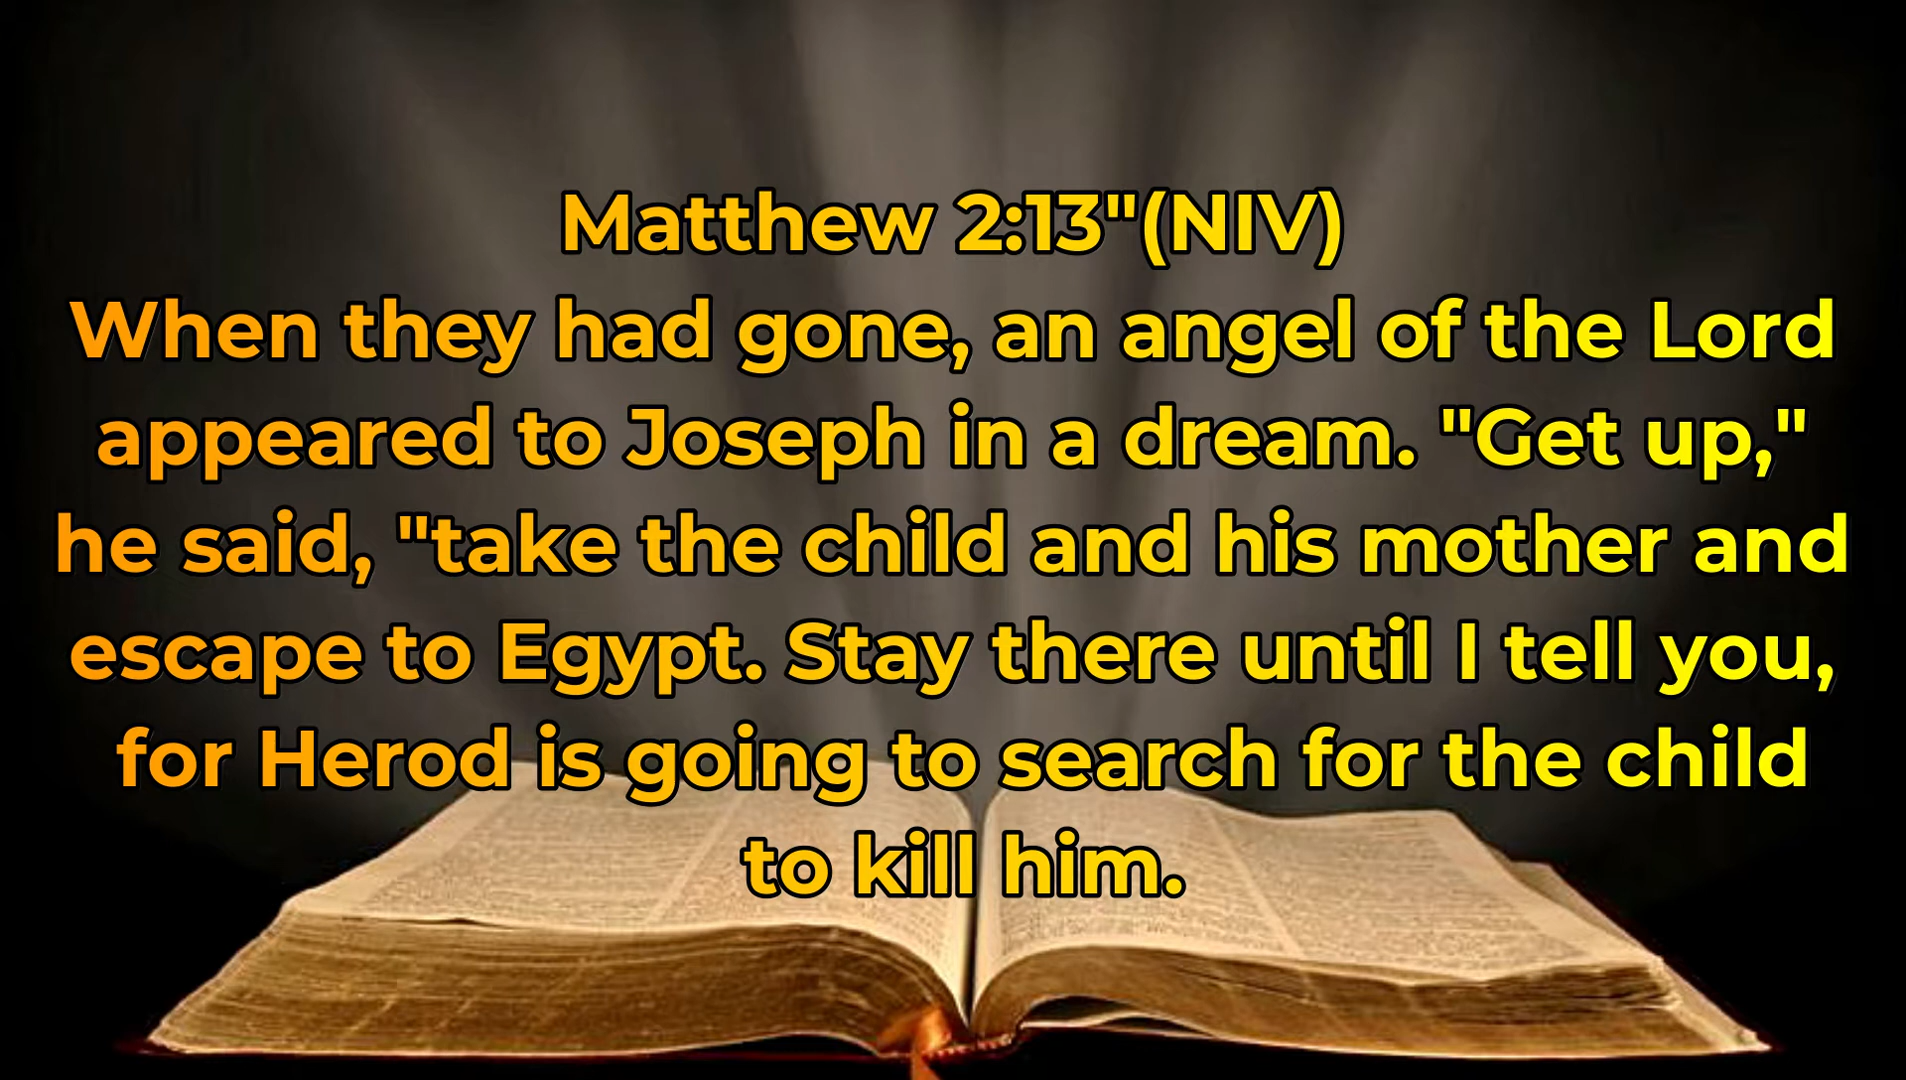 Matthew 2:13"(NIV)
When they had gone, an angel of the Lord
appeared to Joseph in a dream. "Get up,"
he said, "take the child and his mother and
escape to Egypt. Stay there until I tell you,
for Herod is going to search for the child
to kill him.